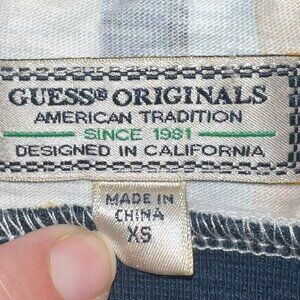 GUESS® ORIGINALS
AMERICAN TRADITION
SINCE 1981
DESIGNED IN CALIFORNIA
MADE IN
CHINA
XS